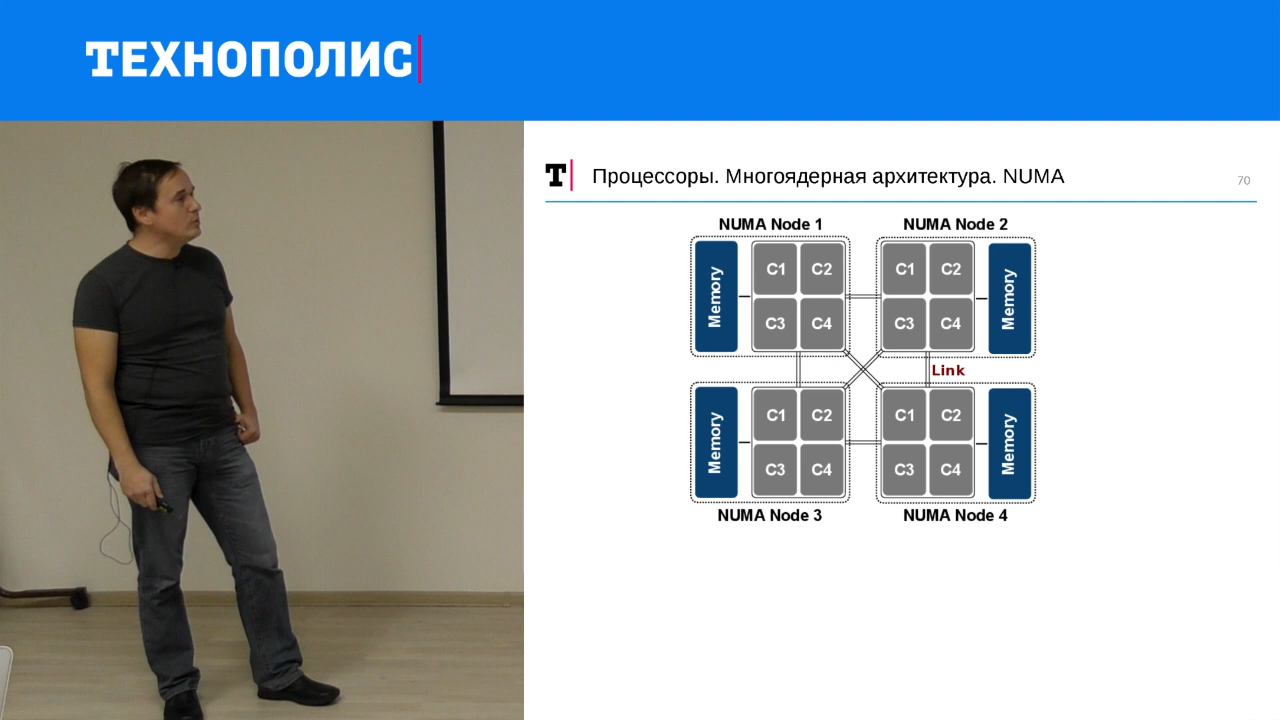 ТЕХНОПОЛИС
T Процессоры. Многоядерная архитектура. NUMA 70
NUMA Node 1 NUMA Node 2
Memory C1 C2 C1 C2 Memory
C3 C4 C3 C4
Link
Memory C1 C2 C1 C2 Memory
C3 C4 C3 C4
NUMA Node 3 NUMA Node 4